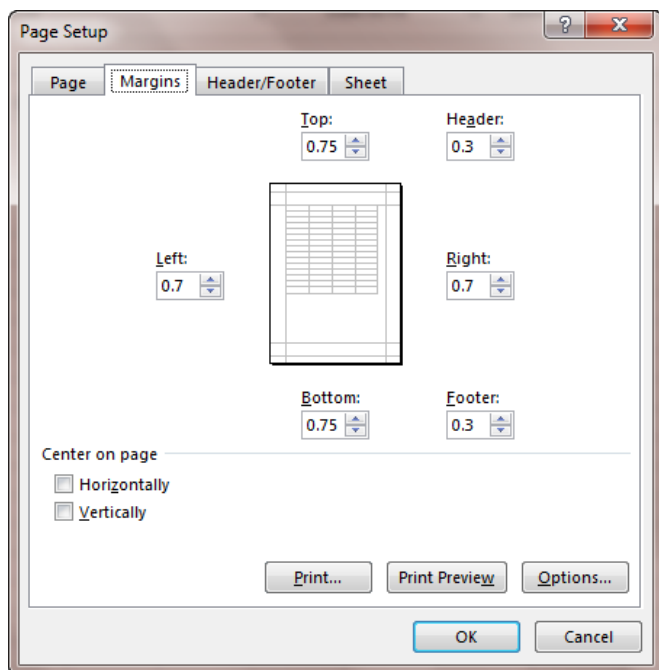 Page Setup
?
Page Margins Header/Footer Sheet
Top: Header:
0.75 0.3
Left: Right:
0.7 0.7
Bottom: Footer:
0.75 0.3
Center on page
Horizontally
Vertically
Print... Print Preview Options...
OK Cancel